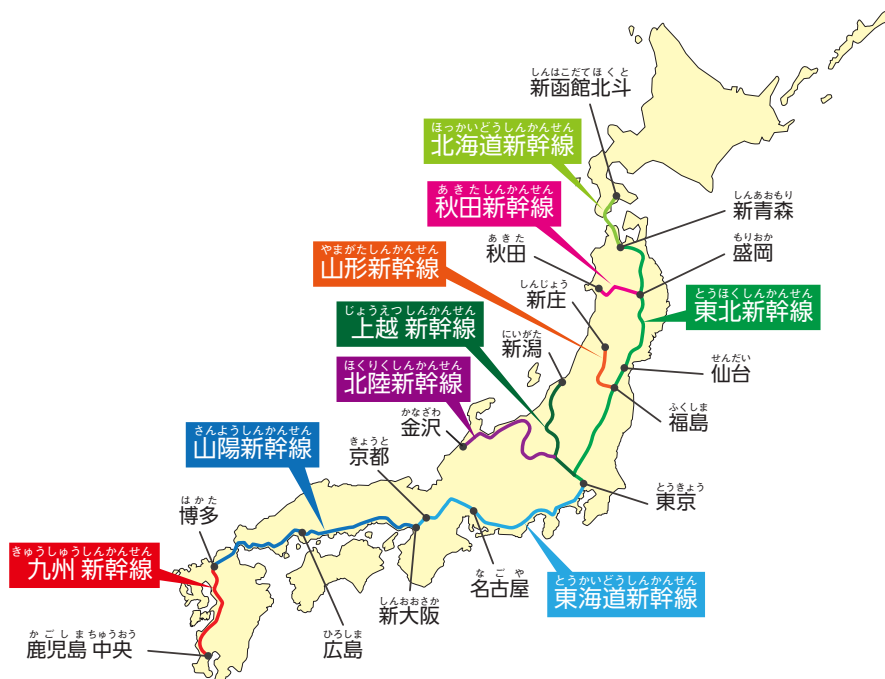 しんはこだてほくと
新函館北斗
ほっかいどうしんかんせん
北海道新幹線
あきたしんかんせん
秋田新幹線
しんあおもり
新青森
あきた
秋田
もりおか
盛岡
やまがたしんかんせん
山形新幹線
しんじょう
新庄
とうほくしんかんせん
東北新幹線
じょうえつしんかんせん
上越 新幹線
にいがた
新潟
せんだい
仙台
ほくりくしんかんせん
北陸新幹線
ふくしま
福島
かなざわ
金沢
さんようしんかんせん
山陽新幹線
きょうと
京都
とうきょう
東京
はかた
博多
きゅうしゅうしんかんせん
九州 新幹線
なごや
名古屋
とうかいどうしんかんせん
東海道新幹線
しんおおさか
新大阪
ひろしま
広島
かごしまちゅうおう
鹿児島 中央